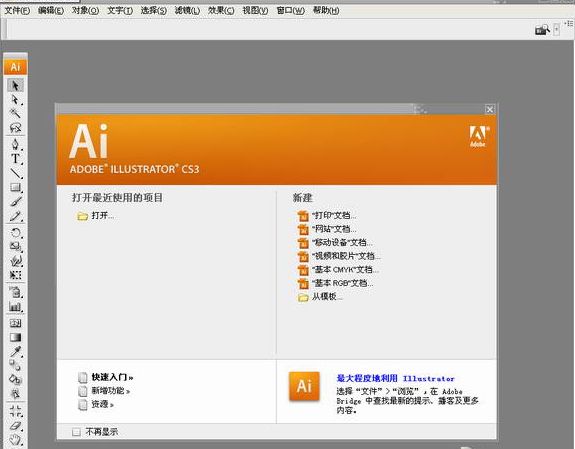 文件(F) 编辑(E) 对象(O) 文字(T) 选择(S) 滤镜(L) 效果(C) 视图(V) 窗口(W) 帮助(H)
Ai
T
Ai
ADOBE® ILLUSTRATOR® CS3
Adobe
打开最近使用的项目
打开...
新建
"打印"文档...
"网站"文档...
"移动设备"文档...
"视频和胶片"文档...
"基本 CMYK"文档...
"基本 RGB"文档...
从模板...
快速入门 »
新增功能 »
资源 »
Ai
最大程度地利用 Illustrator
选择“文件”>“浏览”，在 Adobe
Bridge 中查找最新的提示、播客及更多
内容。
不再显示